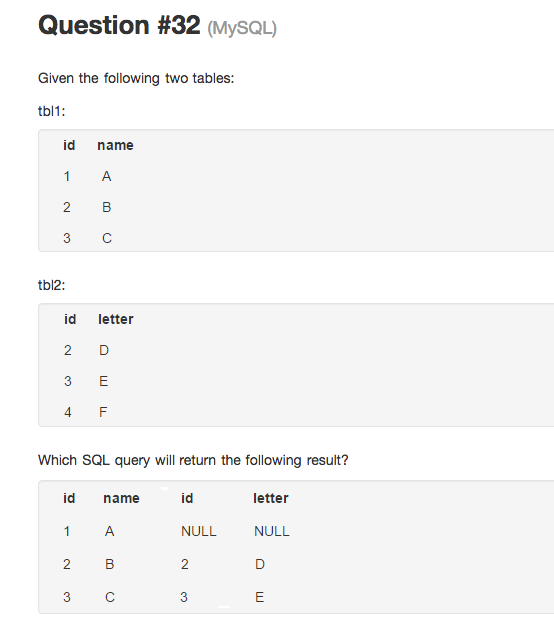 Question #32 (MySQL)
Given the following two tables:
tbl1:
id name
1 A
2 B
3 C
tbl2:
id letter
2 D
3 E
4 F
Which SQL query will return the following result?
id name id letter
1 A NULL NULL
2 B 2 D
3 C 3 E